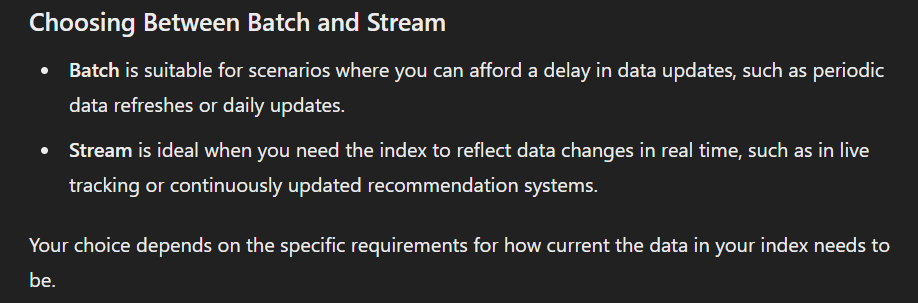 Choosing Between Batch and Stream
• Batch is suitable for scenarios where you can afford a delay in data updates, such as periodic
data refreshes or daily updates.
• Stream is ideal when you need the index to reflect data changes in real time, such as in live
tracking or continuously updated recommendation systems.
Your choice depends on the specific requirements for how current the data in your index needs to
be.